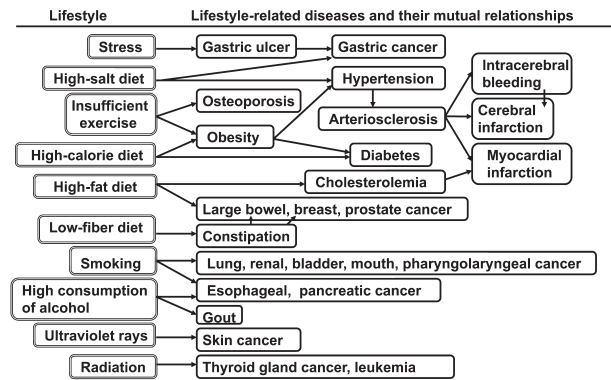 Lifestyle
Lifestyle-related diseases and their mutual relationships
Stress
Gastric ulcer
Gastric cancer
High-salt diet
Hypertension
Intracerebral
bleeding
Insufficient
exercise
Osteoporosis
Obesity
Arteriosclerosis
Cerebral
infarction
High-calorie diet
Diabetes
Myocardial
infarction
High-fat diet
Cholesterolemia
Large bowel, breast, prostate cancer
Low-fiber diet
Constipation
Smoking
Lung, renal, bladder, mouth, pharyngolaryngeal cancer
High consumption
of alcohol
Esophageal, pancreatic cancer
Gout
Ultraviolet rays
Skin cancer
Radiation
Thyroid gland cancer, leukemia